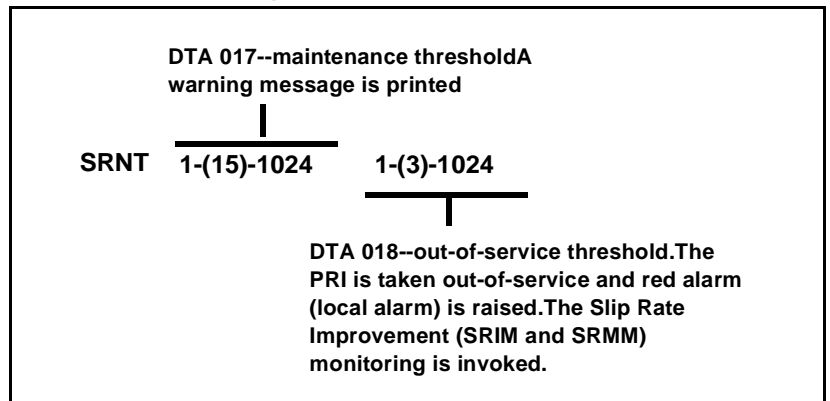 DTA 017--maintenance thresholdA
warning message is printed
SRNT 1-(15)-1024 1-(3)-1024
DTA 018--out-of-service threshold.The
PRI is taken out-of-service and red alarm
(local alarm) is raised.The Slip Rate
Improvement (SRIM and SRMM)
monitoring is invoked.